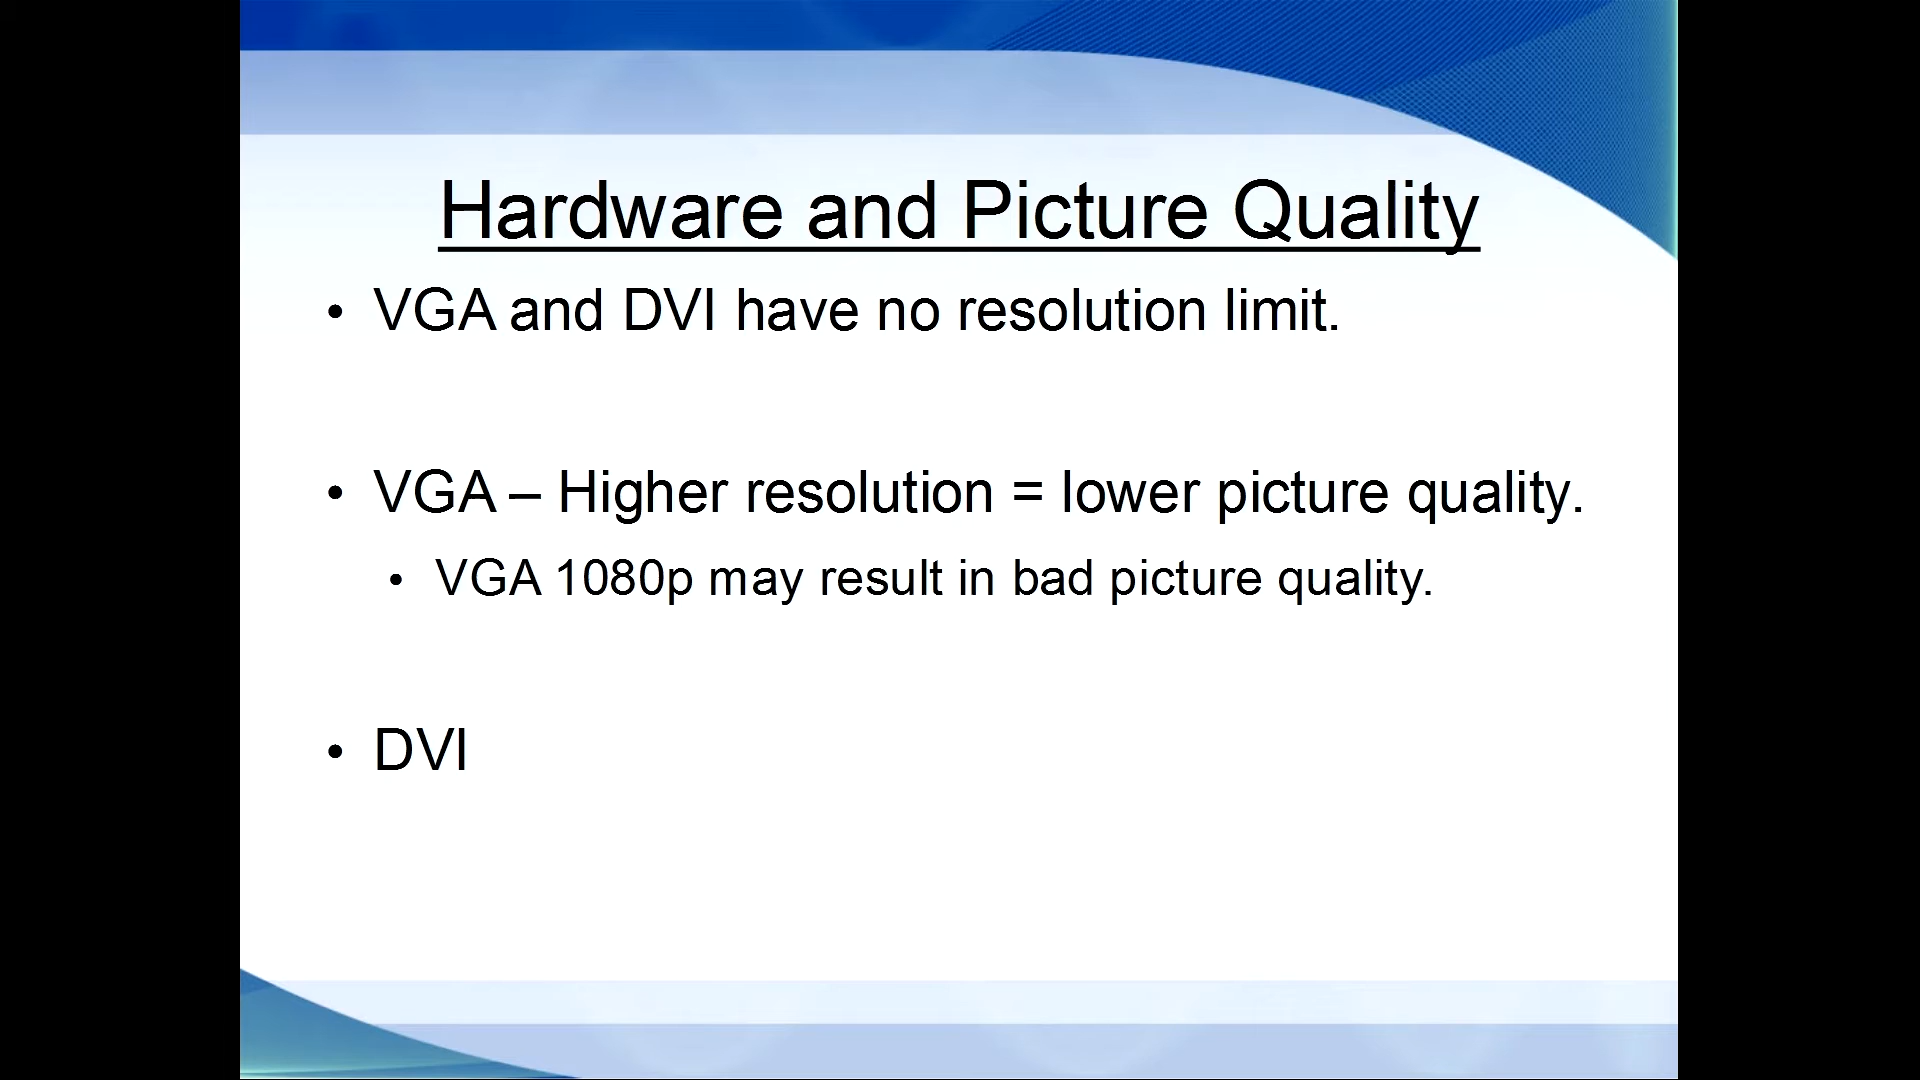 Hardware and Picture Quality
• VGA and DVI have no resolution limit.
• VGA – Higher resolution = lower picture quality.
• VGA 1080p may result in bad picture quality.
• DVI